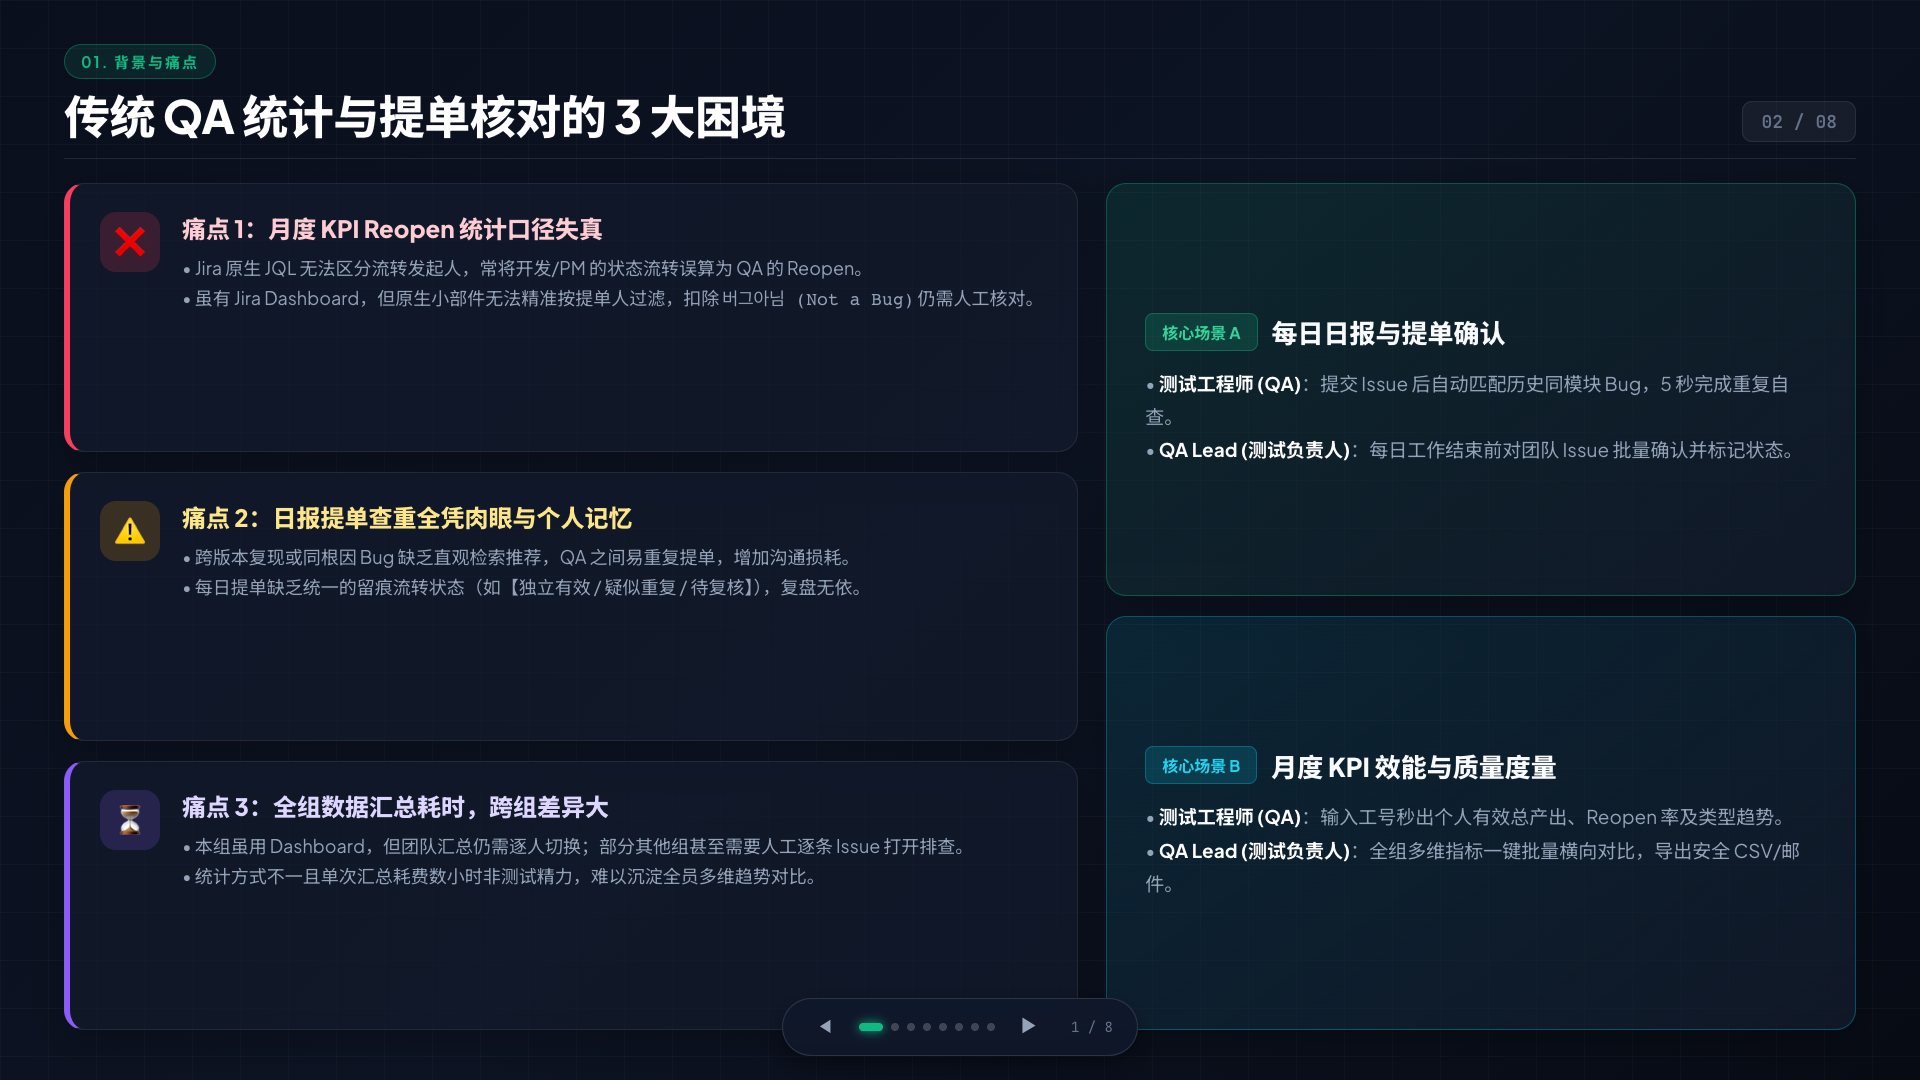 01. 背景与痛点
传统 QA 统计与提单核对的 3 大困境
02 / 08
痛点 1：月度 KPI Reopen 统计口径失真
• Jira 原生 JQL 无法区分流转发起人，常将开发/PM 的状态流转误算为 QA 的 Reopen。
• 虽有 Jira Dashboard，但原生小部件无法精准按提单人过滤，扣除 버그아님 (Not a Bug) 仍需人工核对。
痛点 2：日报提单查重全凭肉眼与个人记忆
• 跨版本复现或同根因 Bug 缺乏直观检索推荐，QA 之间易重复提单，增加沟通损耗。
• 每日提单缺乏统一的留痕流转状态（如【独立有效 / 疑似重复 / 待复核】），复盘无依。
痛点 3：全组数据汇总耗时，跨组差异大
• 本组虽用 Dashboard，但团队汇总仍需逐人切换；部分其他组甚至需要人工逐条 Issue 打开排查。
• 统计方式不一且单次汇总耗费数小时非测试精力，难以沉淀全员多维趋势对比。
核心场景 A
每日日报与提单确认
• 测试工程师 (QA)：提交 Issue 后自动匹配历史同模块 Bug，5 秒完成重复自
查。
• QA Lead (测试负责人)：每日工作结束前对团队 Issue 批量确认并标记状态。
核心场景 B
月度 KPI 效能与质量度量
• 测试工程师 (QA)：输入工号秒出个人有效总产出、Reopen 率及类型趋势。
• QA Lead (测试负责人)：全组多维指标一键批量横向对比，导出安全 CSV/邮
件。
1 / 8